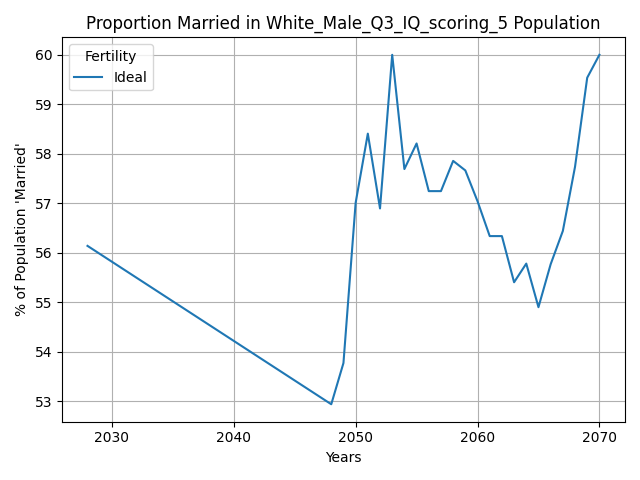 Proportion Married in White_Male_Q3_IQ_scoring_5 Population
Fertility
Ideal
% of Population 'Married'
60
59
58
57
56
55
54
53
2030
2040
2050
2060
2070
Years